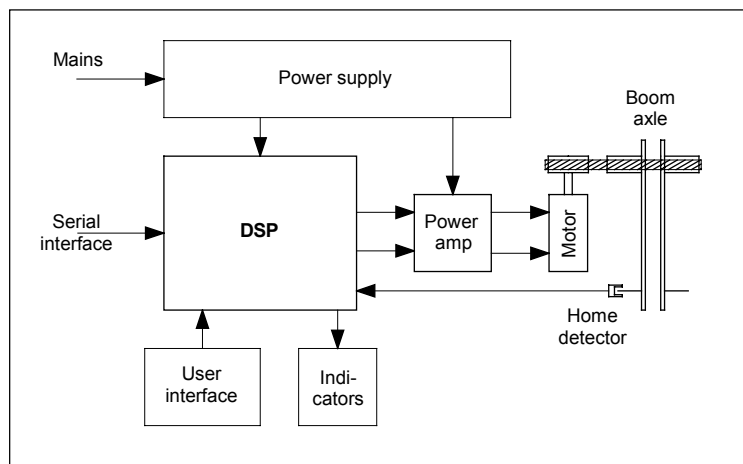 Mains
Power supply
Boom
axle
Serial
interface
DSP
Power
amp
Motor
Home
detector
User
interface
Indi-
cators